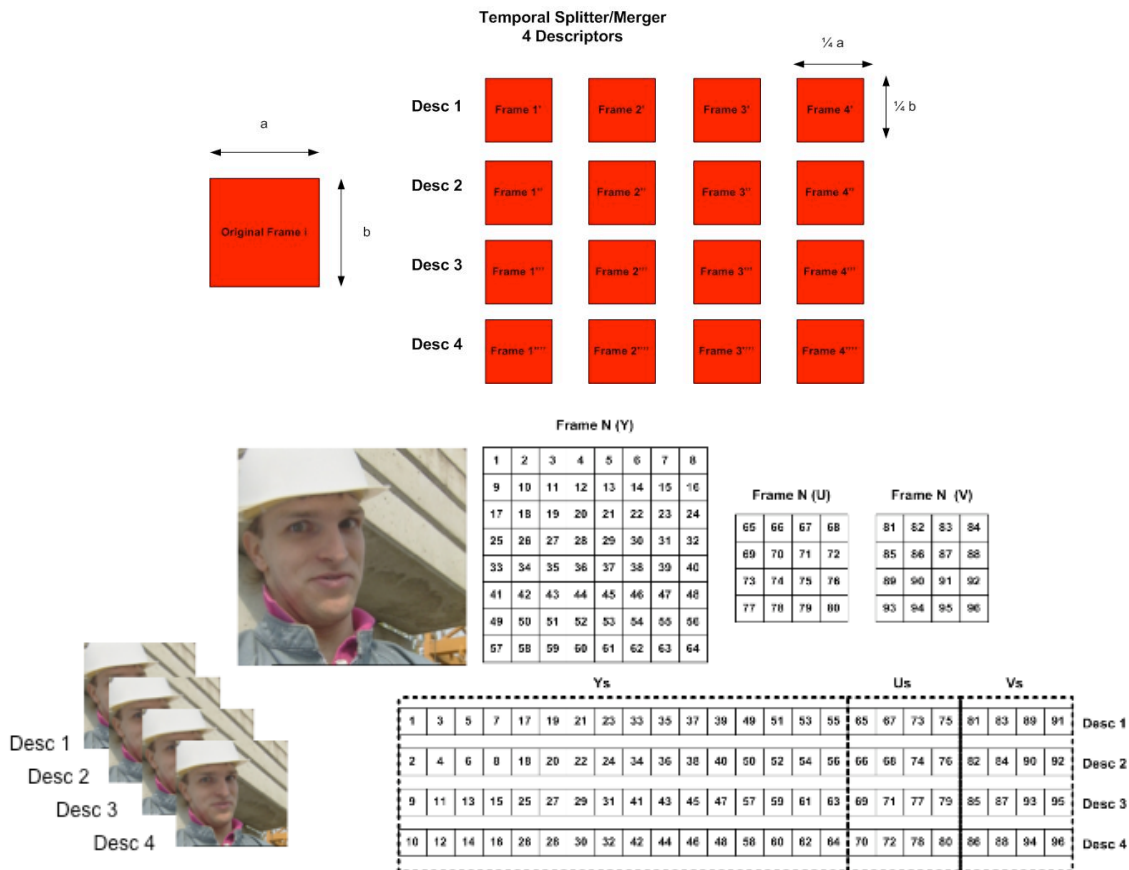 Temporal Splitter/Merger
4 Descriptors
¼ a
Desc 1
Frame 1'
Frame 2'
Frame 3'
Frame 4'
¼ b
a
Desc 2
Frame 1''
Frame 2''
Frame 3''
Frame 4''
Original Frame i
b
Desc 3
Frame 1'''
Frame 2'''
Frame 3'''
Frame 4'''
Desc 4
Frame 1''''
Frame 2''''
Frame 3''''
Frame 4''''
Frame N (Y)
1 2 3 4 5 6 7 8
9 10 11 12 13 14 15 16
17 18 19 20 21 22 23 24
25 26 27 28 29 30 31 32
33 34 35 36 37 38 39 40
41 42 43 44 45 46 47 48
49 50 51 52 53 54 55 56
57 58 59 60 61 62 63 64
Frame N (U)
65 66 67 68
69 70 71 72
73 74 75 76
77 78 79 80
Frame N (V)
81 82 83 84
85 86 87 88
89 90 91 92
93 94 95 96
Desc 1
Desc 2
Desc 3
Desc 4
Ys Us Vs
1 3 5 7 17 19 21 23 33 35 37 39 49 51 53 55 65 67 73 75 81 83 89 91 Desc 1
2 4 6 8 18 20 22 24 34 36 38 40 50 52 54 56 66 68 74 76 82 84 90 92 Desc 2
9 11 13 15 25 27 29 31 41 43 45 47 57 59 61 63 69 71 77 79 85 87 93 95 Desc 3
10 12 14 16 26 28 30 32 42 44 46 48 58 60 62 64 70 72 78 80 86 88 94 96 Desc 4